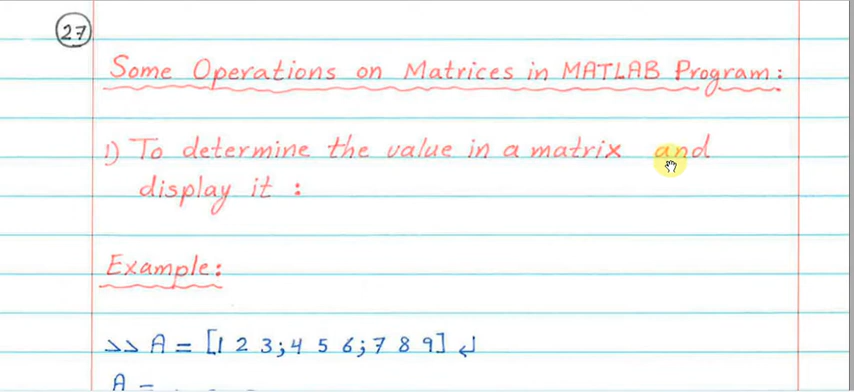 27
Some Operations on Matrices in MATLAB Program:
1) To determine the value in a matrix and
display it :
Example:
>> A = [1 2 3;4 5 6;7 8 9] ↵
A =